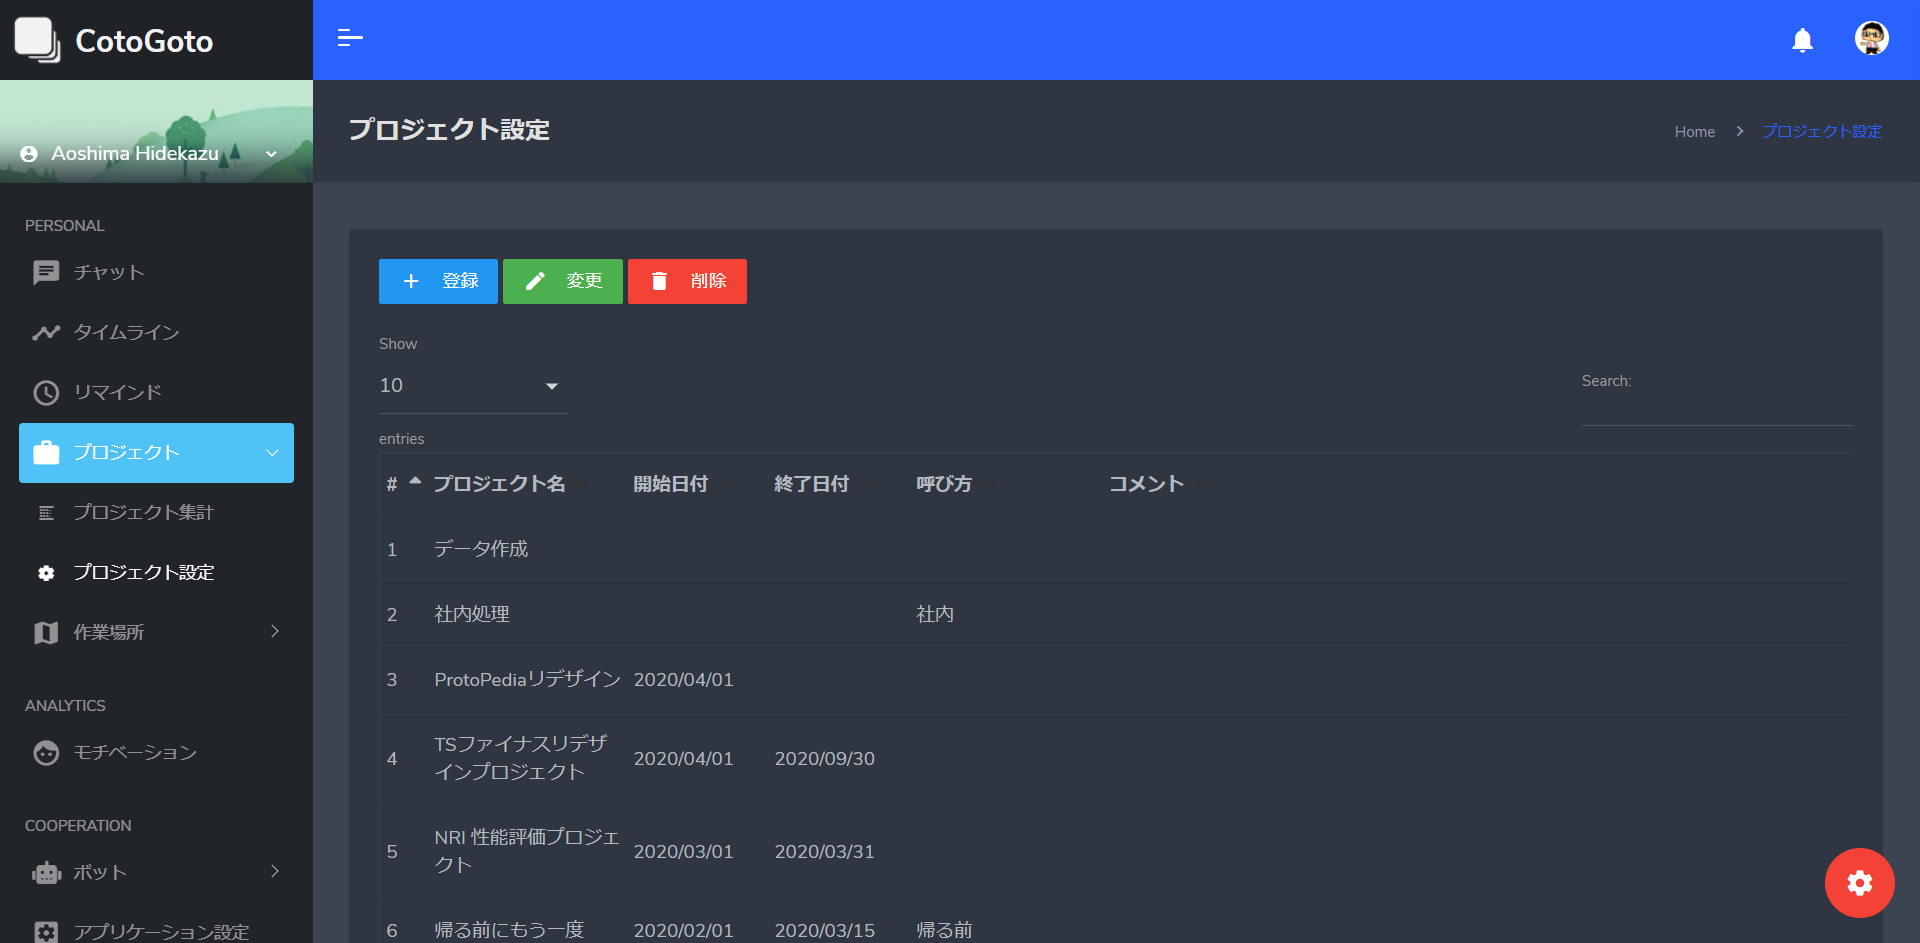 CotoGoto
Aoshima Hidekazu
PERSONAL
チャット
タイムライン
リマインド
プロジェクト
プロジェクト集計
プロジェクト設定
作業場所
ANALYTICS
モチベーション
COOPERATION
ボット
アプリケーション設定
プロジェクト設定
Home プロジェクト設定
登録 変更 削除
Show
10
entries
Search:
# プロジェクト名 開始日付 終了日付 呼び方 コメント
1 データ作成
2 社内処理 社内
3 ProtoPediaリデザイン 2020/04/01
4 TSファイナスリデザ
インプロジェクト 2020/04/01 2020/09/30
5 NRI 性能評価プロジェ
クト 2020/03/01 2020/03/31
6 帰る前にもう一度 2020/02/01 2020/03/15 帰る前